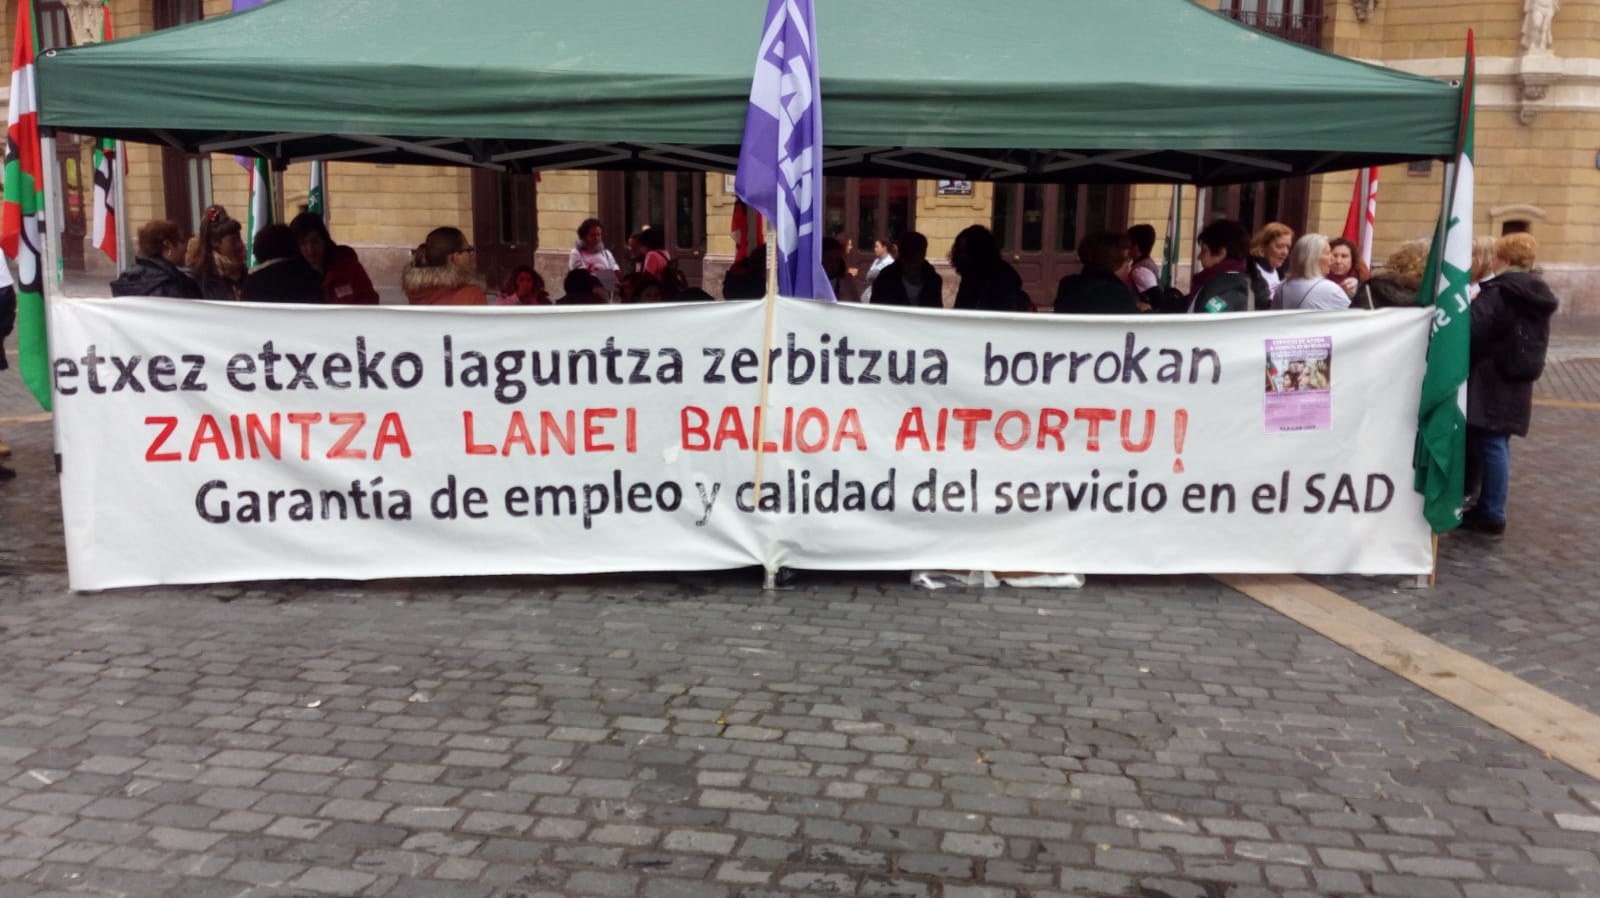 etxez etxeko laguntza zerbitzua borrokan
ZAINTZA LANEI BALIOA AITORTU!
Garantía de empleo y calidad del servicio en el SAD